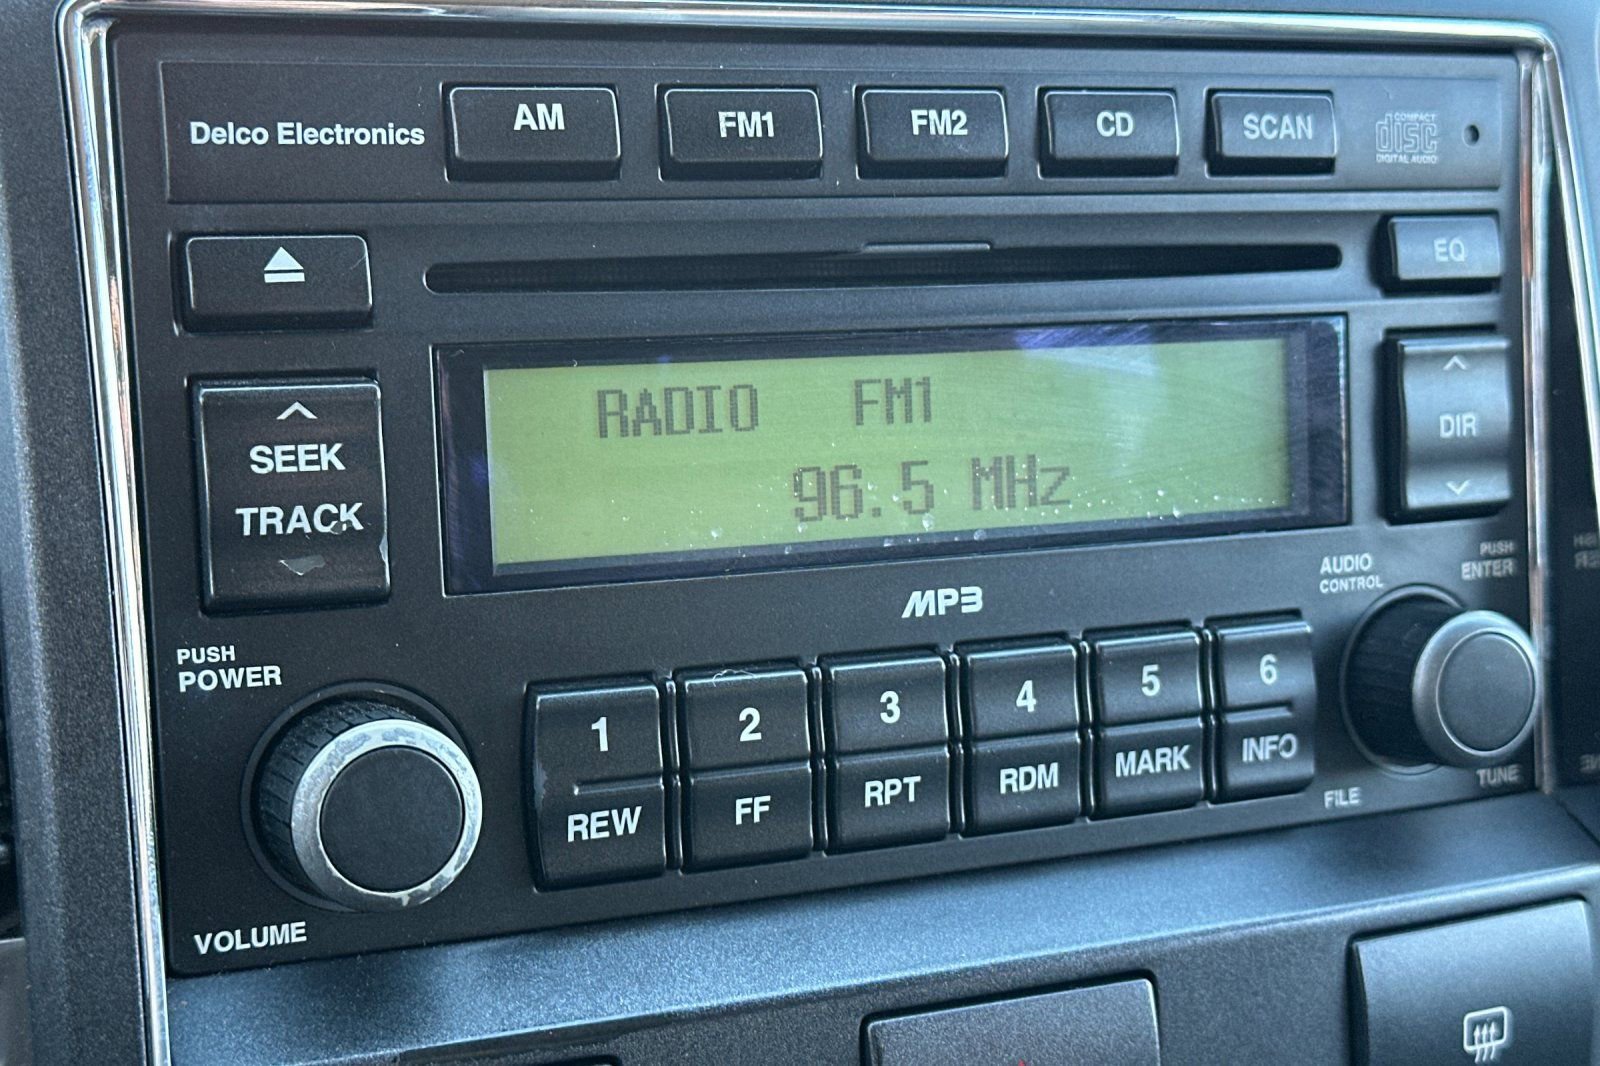 Delco Electronics
AM
FM1
FM2
CD
SCAN
COMPACT
disc
DIGITAL AUDIO
EQ
SEEK
TRACK
RADIO FM1
96.5 MHz
DIR
MP3
AUDIO
CONTROL
PUSH
ENTER
PUSH
POWER
1
2
3
4
5
6
REW
FF
RPT
RDM
MARK
INFO
FILE
TUNE
VOLUME